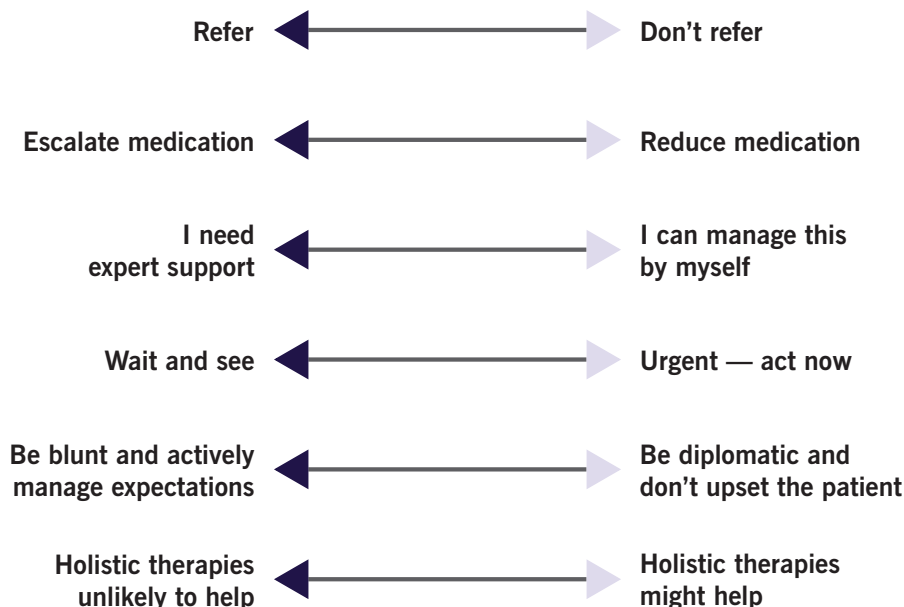 Refer
Don’t refer
Escalate medication
Reduce medication
I need
expert support
I can manage this
by myself
Wait and see
Urgent — act now
Be blunt and actively
manage expectations
Be diplomatic and
don’t upset the patient
Holistic therapies
unlikely to help
Holistic therapies
might help